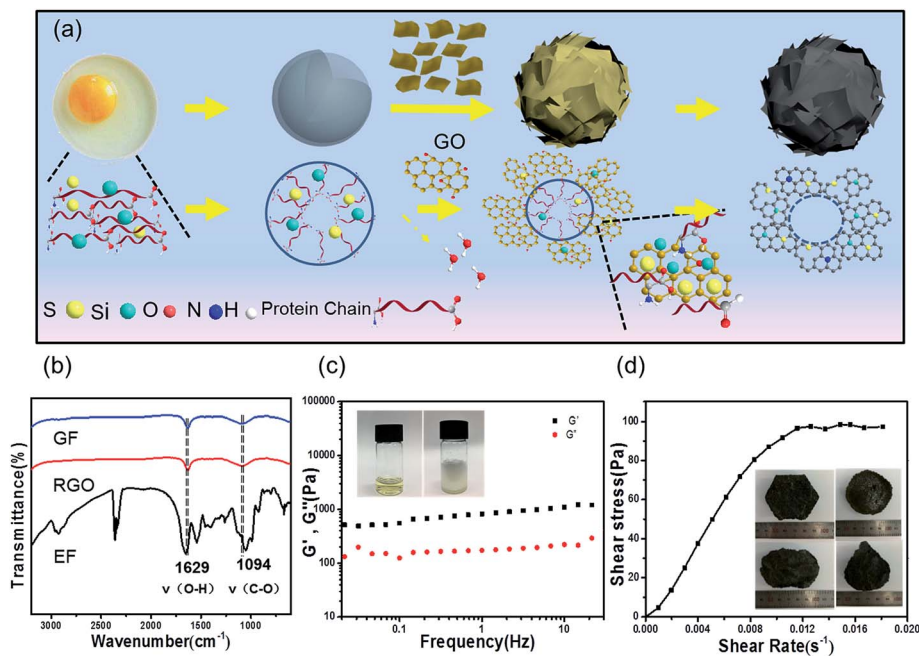 (a)
GO
S Si O N H Protein Chain
(b)
Transmittance(%)
GF
RGO
EF
1629 1094
ν（O-H） ν（C-O）
3000 2500 2000 1500 1000
Wavenumber(cm-1)
(c)
G', G''(Pa)
100000
10000
1000
100
10
G'
G''
0.1 1 10
Frequency(Hz)
(d)
Shear stress(Pa)
100
80
60
40
20
0
0.000 0.004 0.008 0.012 0.016 0.020
Shear Rate(s-1)